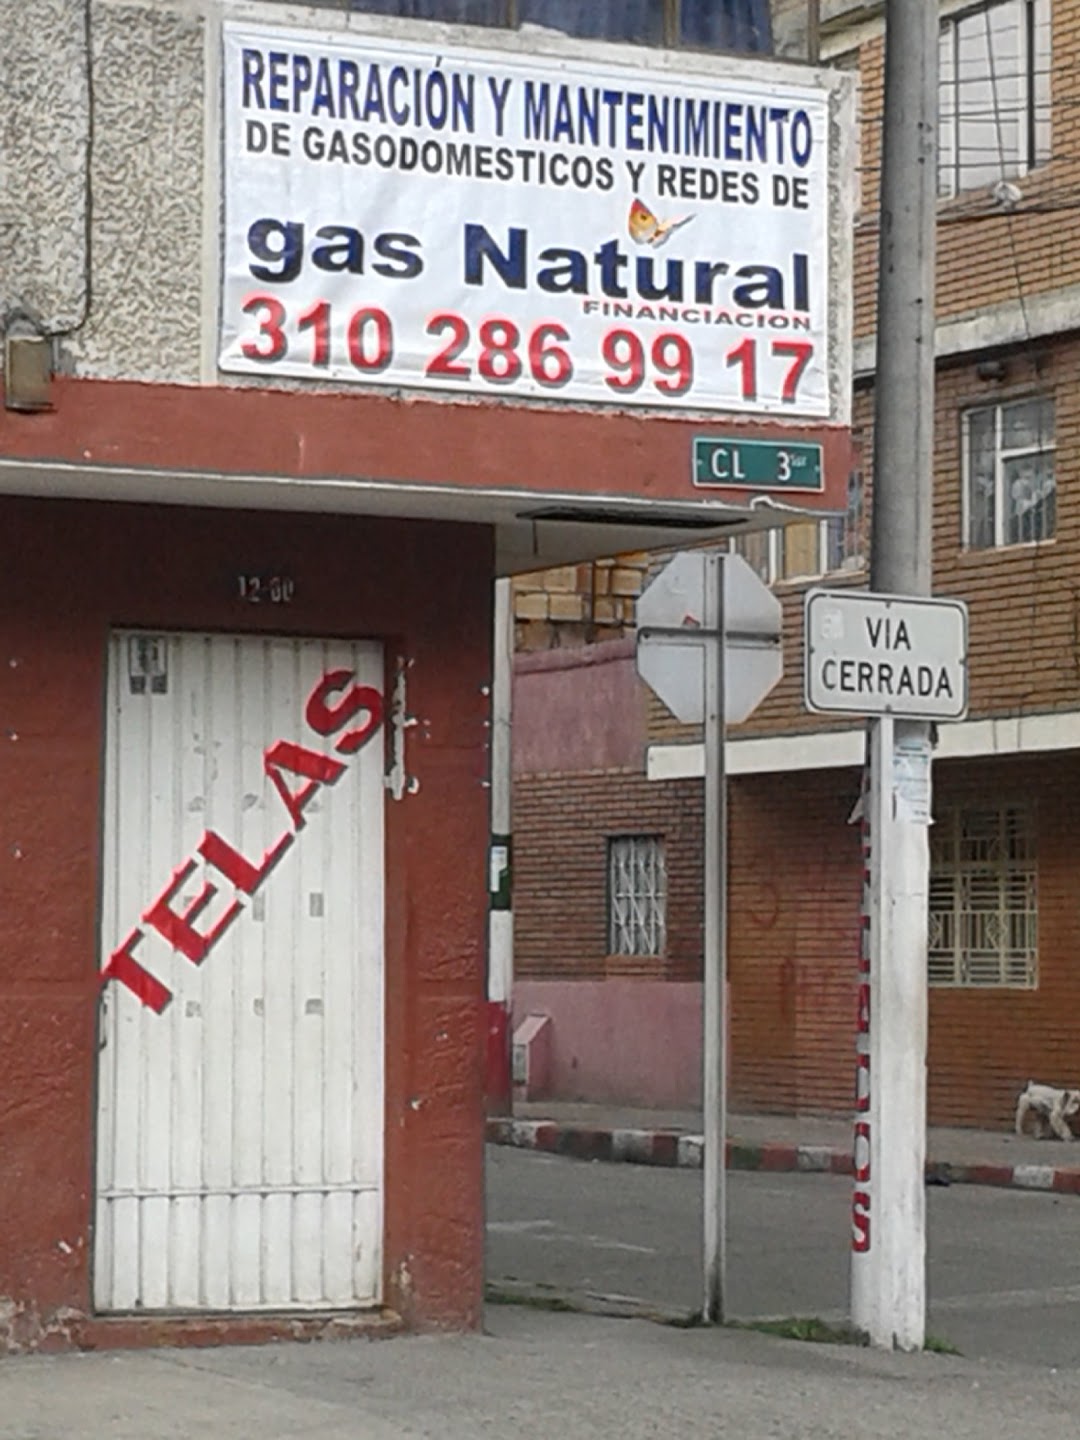 REPARACIÓN Y MANTENIMIENTO
DE GASODOMESTICOS Y REDES DE
gas Natural
FINANCIACION
310 286 99 17
CL 3 Sur
12-60
VIA
CERRADA
TELAS